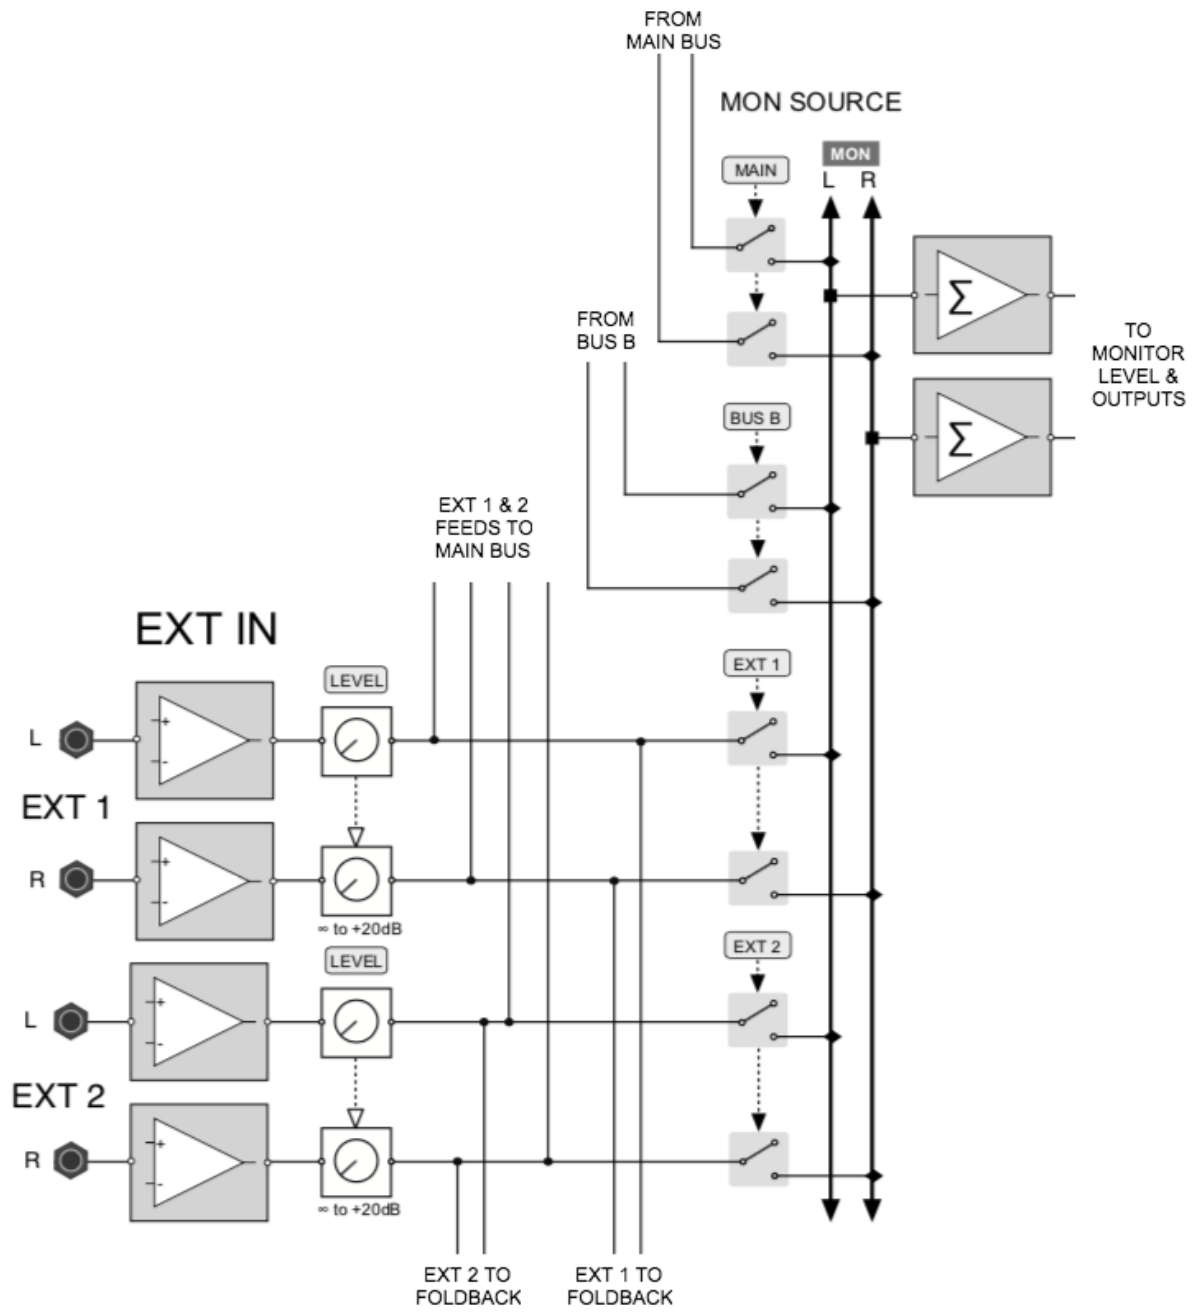 FROM
MAIN BUS
MON SOURCE
MON
L R
MAIN
Σ
FROM
BUS B
TO
MONITOR
LEVEL &
OUTPUTS
BUS B
Σ
EXT 1 & 2
FEEDS TO
MAIN BUS
EXT IN
LEVEL
EXT 1
L
+
-
EXT 1
R
+
-
∞ to +20dB
LEVEL
EXT 2
L
+
-
EXT 2
R
+
-
∞ to +20dB
EXT 2 TO
FOLDBACK
EXT 1 TO
FOLDBACK